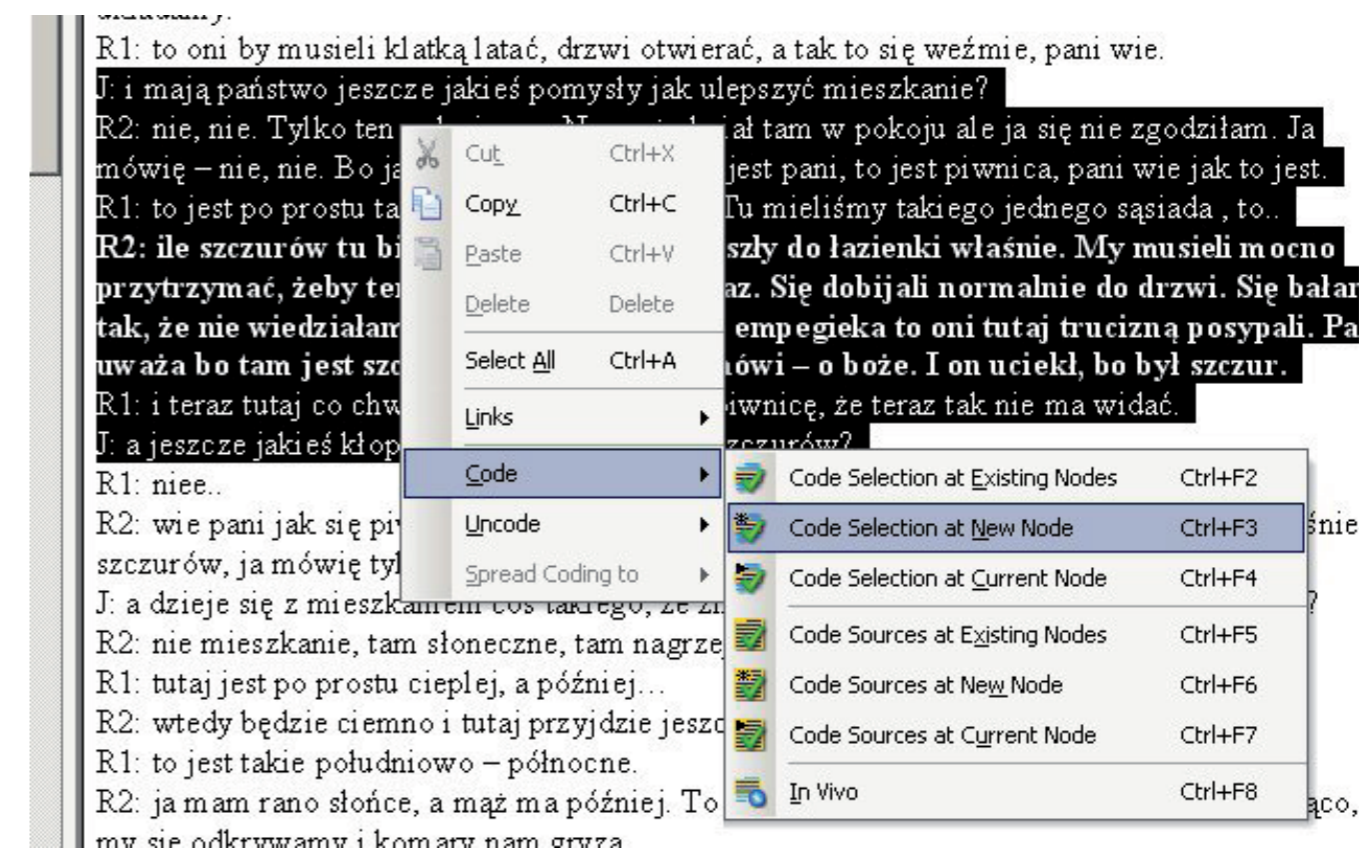 R1: to oni by musieli klatką latać, drzwi otwierać, a tak to się weźmie, pani wie.
J: i mają państwo jeszcze jakieś pomysły jak ulepszyć mieszkanie?
R2: nie, nie. Tylko ten tam w pokoju ale ja się nie zgodziłam. Ja
mówię – nie, nie. Bo ja jest pani, to jest piwnica, pani wie jak to jest.
R1: to jest po prostu ta Tu mieliśmy takiego jednego sąsiada , to..
R2: ile szczurów tu bi szły do łazienki właśnie. My musieli mocno
przytrzymać, żeby ter az. Się dobijali normalnie do drzwi. Się bałam
tak, że nie wiedziałam empegieka to oni tutaj trucizną posypali. Pa
uważa bo tam jest szc ówi – o boże. I on uciekł, bo był szczur.
R1: i teraz tutaj co chw iwnicę, że teraz tak nie ma widać.
J: a jeszcze jakieś kłop szczurów?
R1: niee..
R2: wie pani jak się piw śnie
szczurów, ja mówię tyl
J: a dzieje się z mieszkaniem coś takiego, że ?
R2: nie mieszkanie, tam słoneczne, tam nagrze
R1: tutaj jest po prostu cieplej, a później…
R2: wtedy będzie ciemno i tutaj przyjdzie jeszc
R1: to jest takie południowo – północne.
R2: ja mam rano słońce, a mąż ma później. To ąco,
my się odkrywamy i komary nam gryzą
Cut Ctrl+X
Copy Ctrl+C
Paste Ctrl+V
Delete Delete
Select All Ctrl+A
Links
Code
Uncode
Spread Coding to
Code Selection at Existing Nodes Ctrl+F2
Code Selection at New Node Ctrl+F3
Code Selection at Current Node Ctrl+F4
Code Sources at Existing Nodes Ctrl+F5
Code Sources at New Node Ctrl+F6
Code Sources at Current Node Ctrl+F7
In Vivo Ctrl+F8